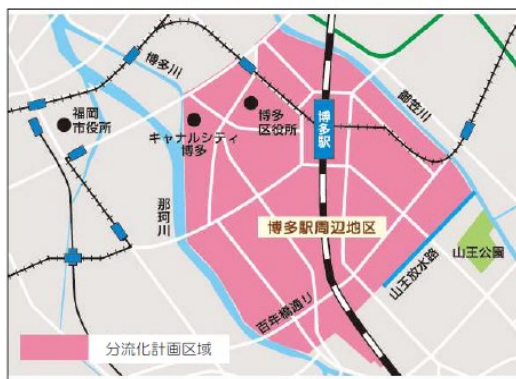 博多川
御笠川
福岡
市役所
キャナルシティ
博多
博多
区役所
博多駅
那珂川
博多駅周辺地区
山王公園
山王放水路
百年橋通り
分流化計画区域